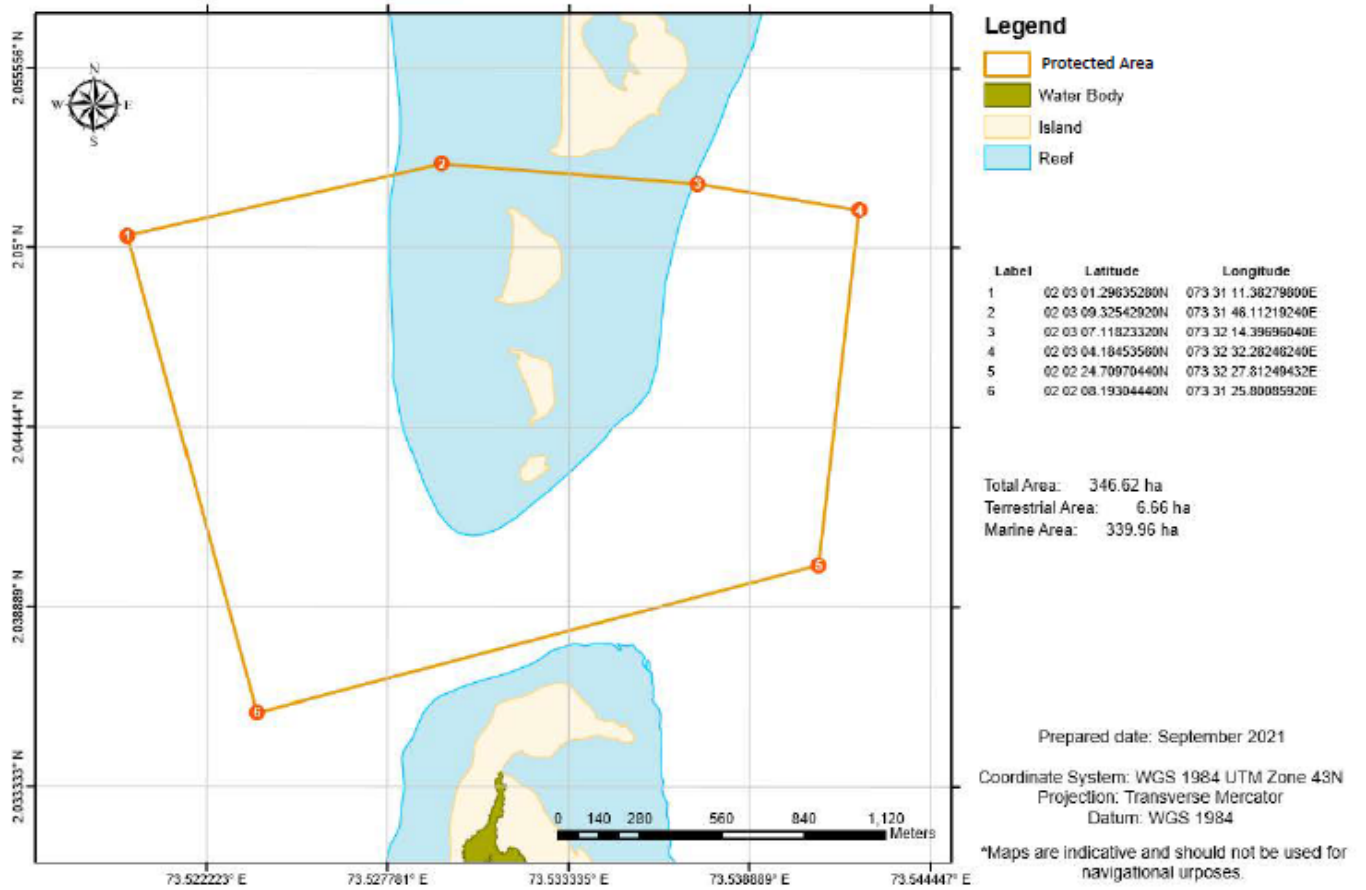 Legend
Protected Area
Water Body
Island
Reef
N
W E
S
2.055556° N
2.05° N
2.04444° N
2.038889° N
2.033333° N
1
2
3
4
5
6
Label Latitude Longitude
1 02 03 01.29635280N 073 31 11.38279800E
2 02 03 09.32542920N 073 31 46.11219240E
3 02 03 07.11823320N 073 32 14.39696040E
4 02 03 04.18453560N 073 32 32.28246240E
5 02 02 24.70970440N 073 32 27.81249432E
6 02 02 08.19304440N 073 31 25.80085920E
Total Area: 346.62 ha
Terrestrial Area: 6.66 ha
Marine Area: 339.96 ha
Prepared date: September 2021
Coordinate System: WGS 1984 UTM Zone 43N
Projection: Transverse Mercator
Datum: WGS 1984
*Maps are indicative and should not be used for
navigational urposes.
0 140 280 560 840 1,120
Meters
73.522223° E 73.527781° E 73.533335° E 73.538889° E 73.544447° E